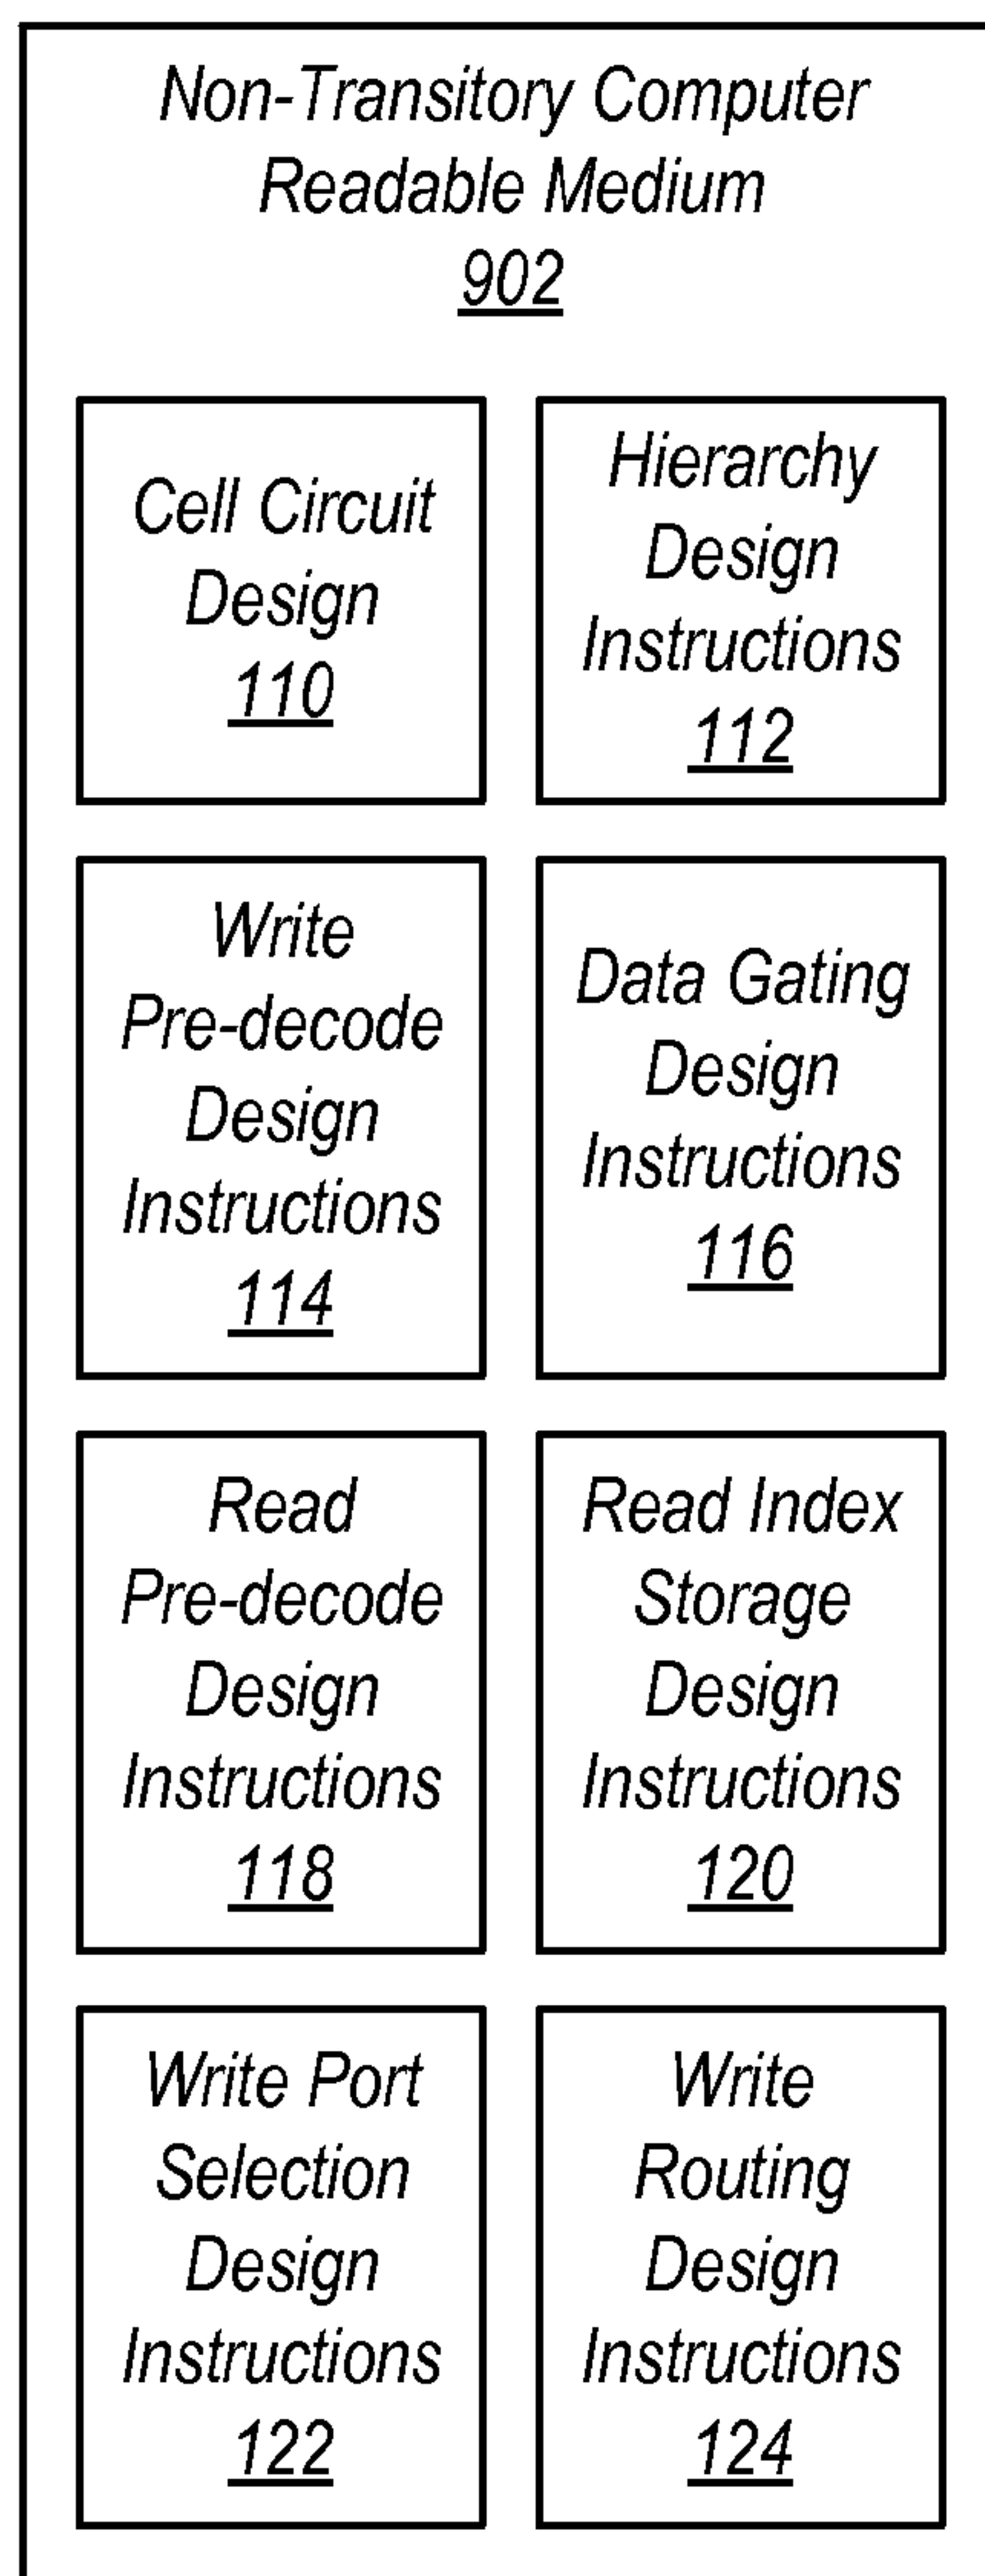 Non-Transitory Computer
Readable Medium
902
Cell Circuit
Design
110
Hierarchy
Design
Instructions
112
Write
Pre-decode
Design
Instructions
114
Data Gating
Design
Instructions
116
Read
Pre-decode
Design
Instructions
118
Read Index
Storage
Design
Instructions
120
Write Port
Selection
Design
Instructions
122
Write
Routing
Design
Instructions
124